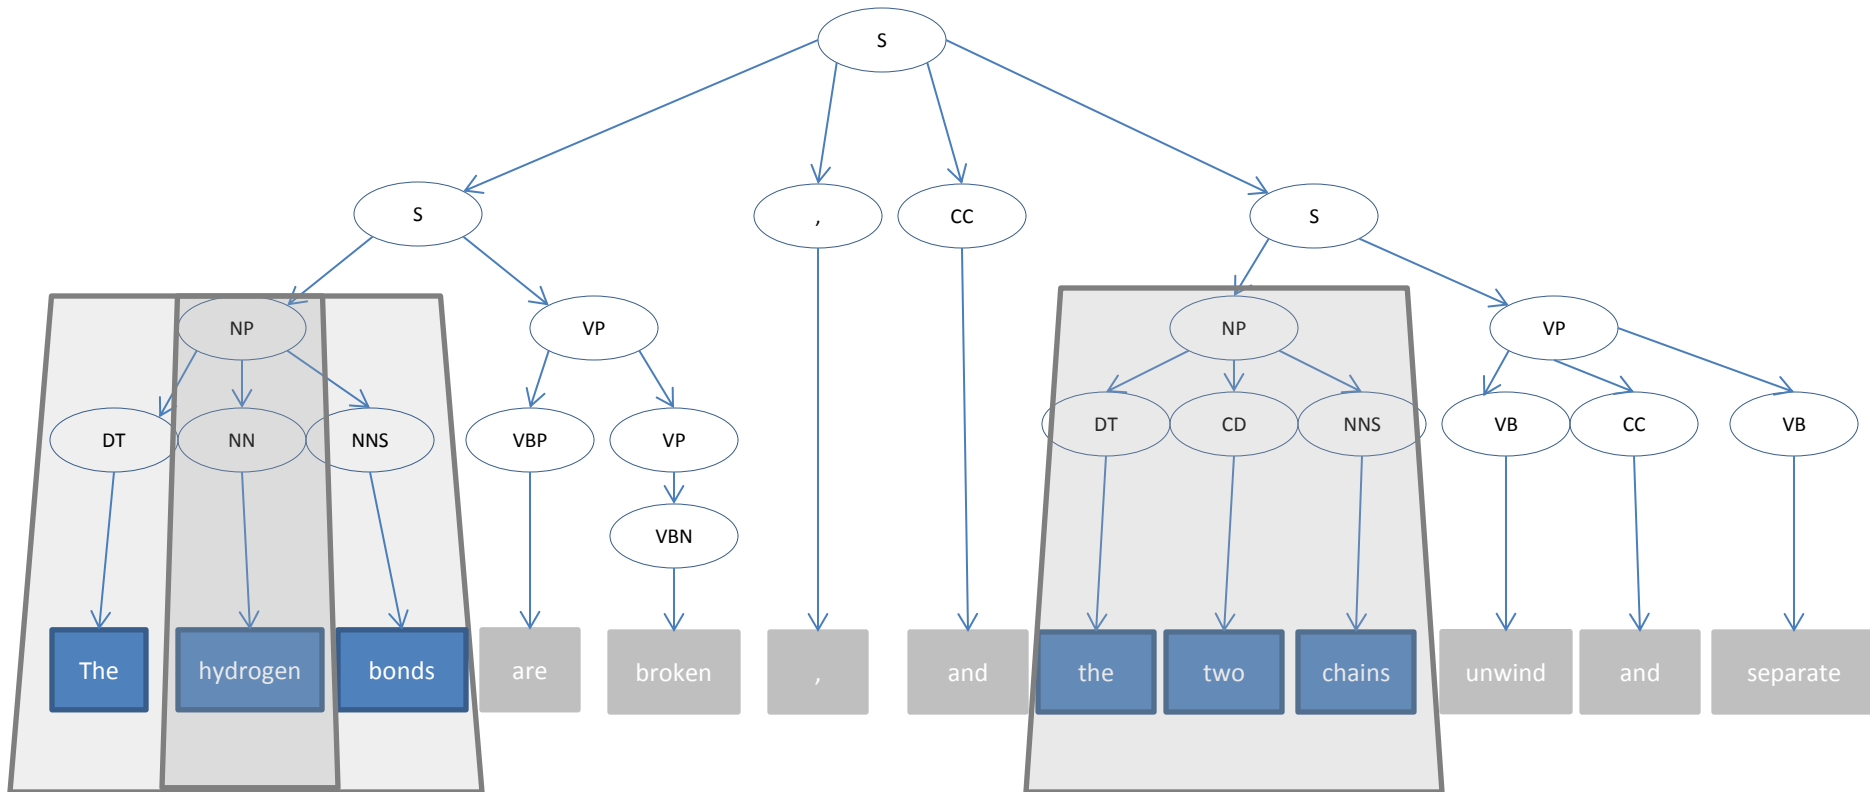 S
S , CC S
NP VP NP VP
DT NN NNS VBP VP DT CD NNS VB CC VB
VBN
The hydrogen bonds are broken , and the two chains unwind and separate